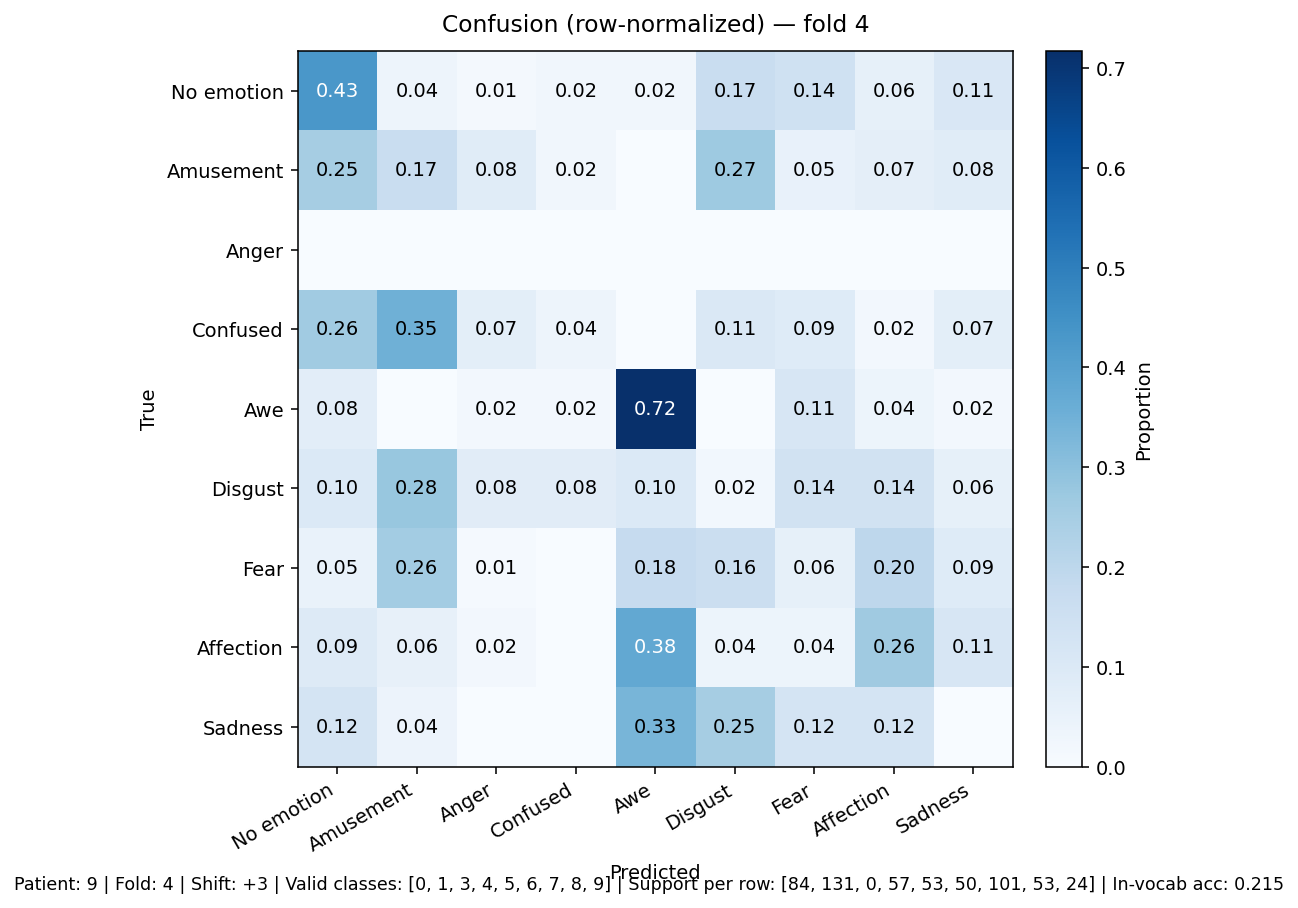 Confusion (row-normalized) — fold 4
No emotion 0.43 0.04 0.01 0.02 0.02 0.17 0.14 0.06 0.11
Amusement 0.25 0.17 0.08 0.02 0.27 0.05 0.07 0.08
Anger
Confused 0.26 0.35 0.07 0.04 0.11 0.09 0.02 0.07
Awe 0.08 0.02 0.02 0.72 0.11 0.04 0.02
Disgust 0.10 0.28 0.08 0.08 0.10 0.02 0.14 0.14 0.06
Fear 0.05 0.26 0.01 0.18 0.16 0.06 0.20 0.09
Affection 0.09 0.06 0.02 0.38 0.04 0.04 0.26 0.11
Sadness 0.12 0.04 0.33 0.25 0.12 0.12
True
No emotion Amusement Anger Confused Awe Disgust Fear Affection Sadness
Predicted
0.7
0.6
0.5
0.4
0.3
0.2
0.1
0.0
Proportion
Patient: 9 | Fold: 4 | Shift: +3 | Valid classes: [0, 1, 3, 4, 5, 6, 7, 8, 9] | Support per row: [84, 131, 0, 57, 53, 50, 101, 53, 24] | In-vocab acc: 0.215